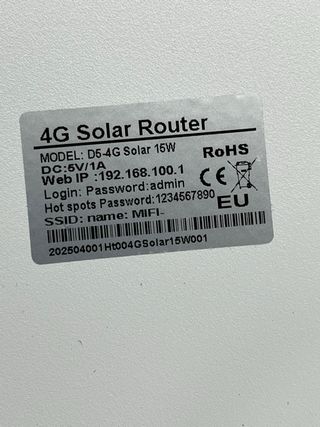 4G Solar Router
MODEL: D5-4G Solar 15W
RoHS
DC:5V/1A
Web IP :192.168.100.1
CE
Login: Password:admin
Hot spots Password:1234567890
EU
SSID: name: MIFI-
202504001Ht004GSolar15W001